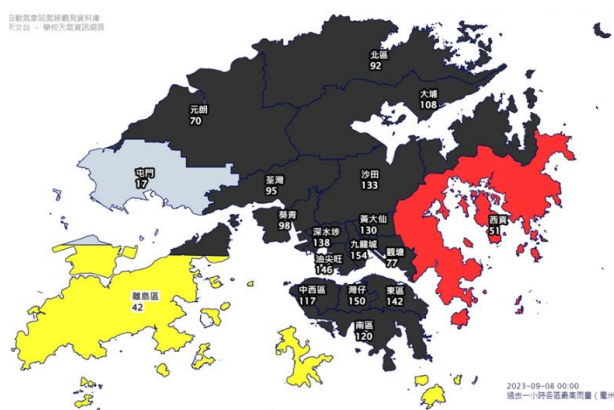 自動氣象站氣候觀測資料庫
天文台 - 學校天氣資訊網頁
北區
92
大埔
108
元朗
70
屯門
17
荃灣
95
沙田
133
葵青
98
黃大仙
130
西貢
51
深水埗
138
九龍城
154
觀塘
77
油尖旺
146
離島區
42
中西區
117
灣仔
150
東區
142
南區
120
2023-09-08 00:00
過去一小時各區最高雨量 (毫米